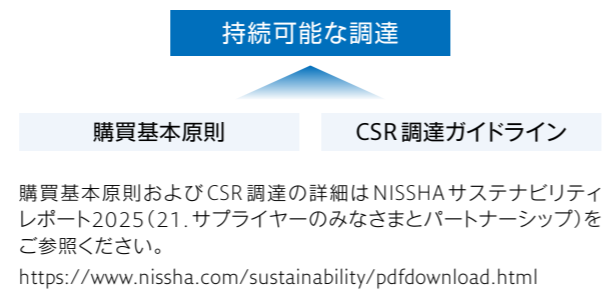 持続可能な調達
購買基本原則
CSR調達ガイドライン
購買基本原則およびCSR調達の詳細はNISSHAサステナビリティ
レポート2025(21.サプライヤーのみなさまとパートナーシップ)を
ご参照ください。
https://www.nissha.com/sustainability/pdfdownload.html